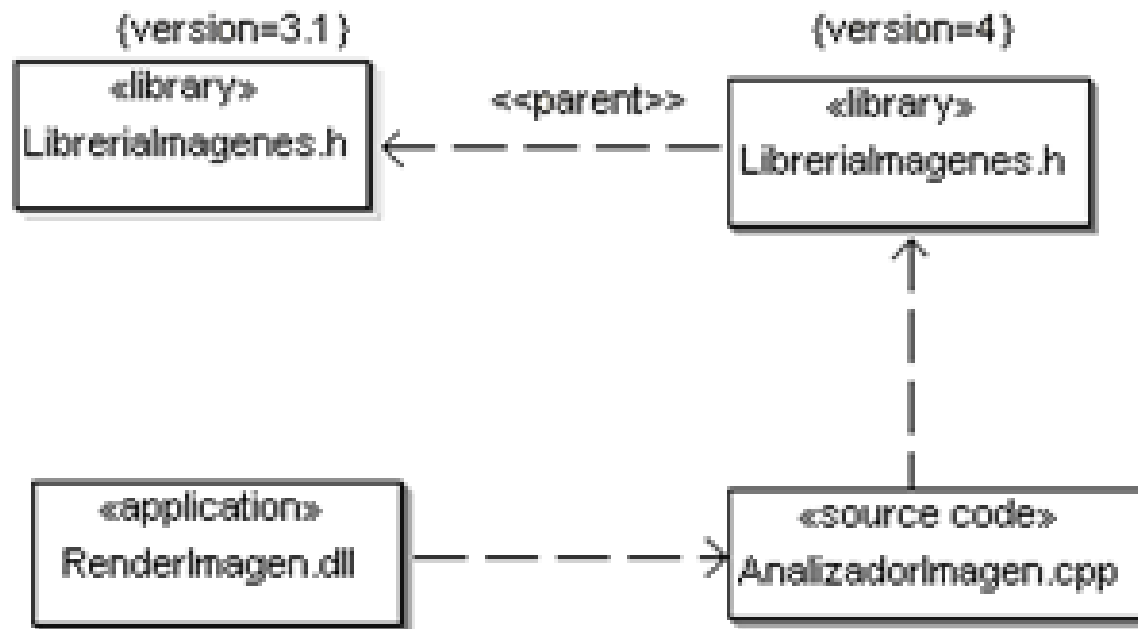 {version=3.1}
{version=4}
«library»
LibreriaImagenes.h
<<parent>>
«library»
LibreriaImagenes.h
«application»
RenderImagen.dll
«source code»
AnalizadorImagen.cpp